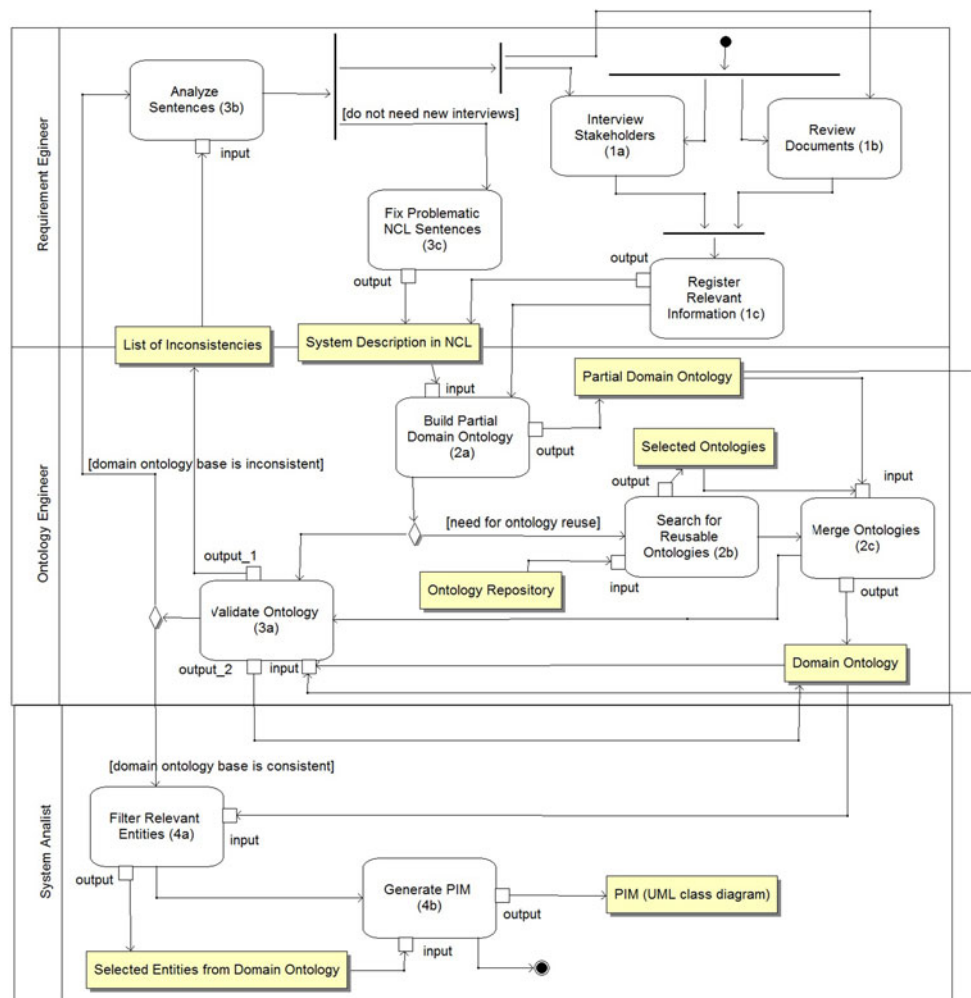 Requirement Egineer
Analyze
Sentences (3b)
input
[do not need new interviews]
Interview
Stakeholders
(1a)
Review
Documents (1b)
Fix Problematic
NCL Sentences
(3c)
output
output
Register
Relevant
Information (1c)
List of Inconsistencies
System Description in NCL
Ontology Engineer
input
Partial Domain Ontology
Build Partial
Domain Ontology
(2a)
output
Selected Ontologies
[domain ontology base is inconsistent]
output
input
[need for ontology reuse]
Search for
Reusable
Ontologies (2b)
Merge Ontologies
(2c)
output_1
input
Ontology Repository
output
Validate Ontology
(3a)
output_2
input
Domain Ontology
System Analist
[domain ontology base is consistent]
Filter Relevant
Entities (4a)
input
output
Generate PIM
(4b)
output
PIM (UML class diagram)
input
Selected Entities from Domain Ontology